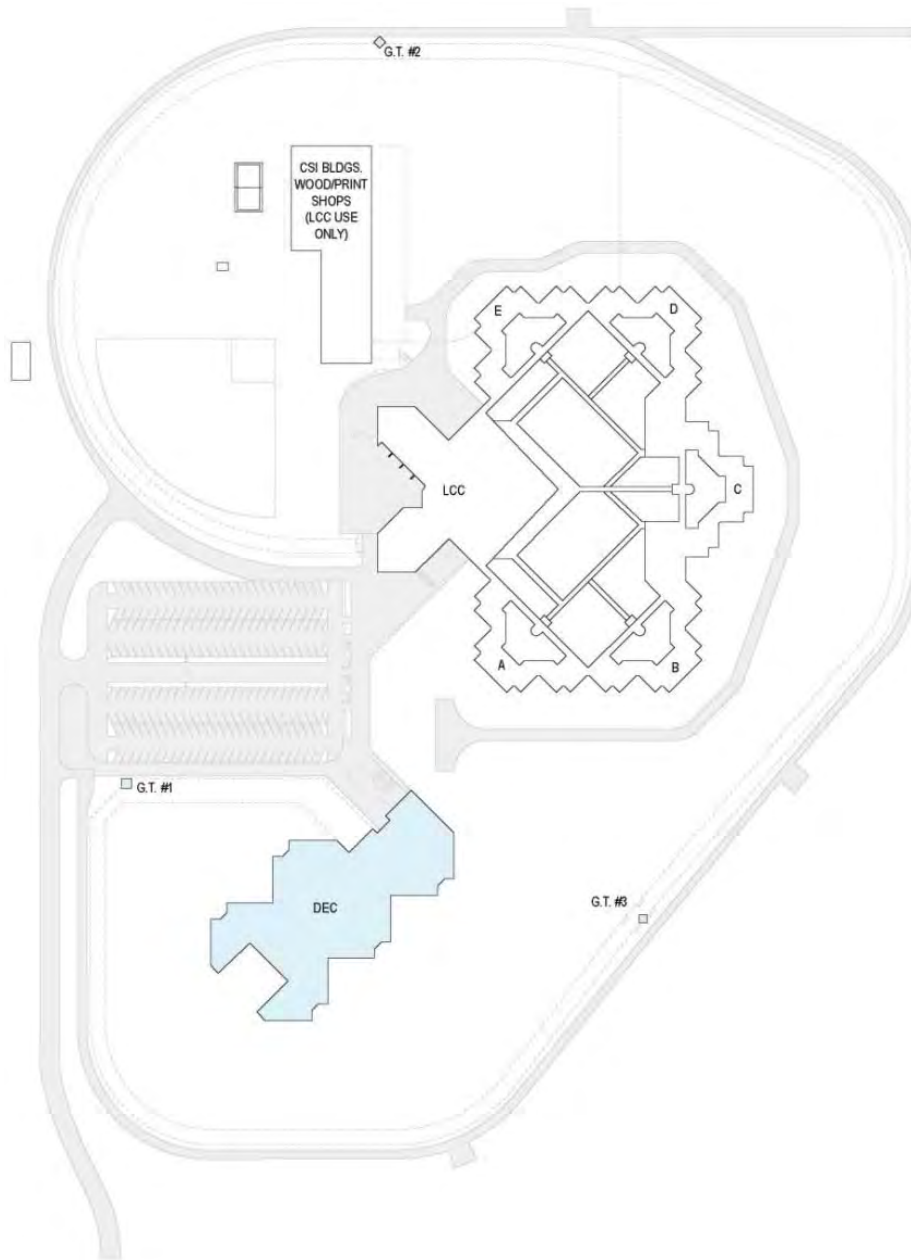 G.T. #2
CSI BLDGS.
WOOD/PRINT
SHOPS
(LCC USE
ONLY)
E
D
LCC
C
A
B
G.T. #1
DEC
G.T. #3